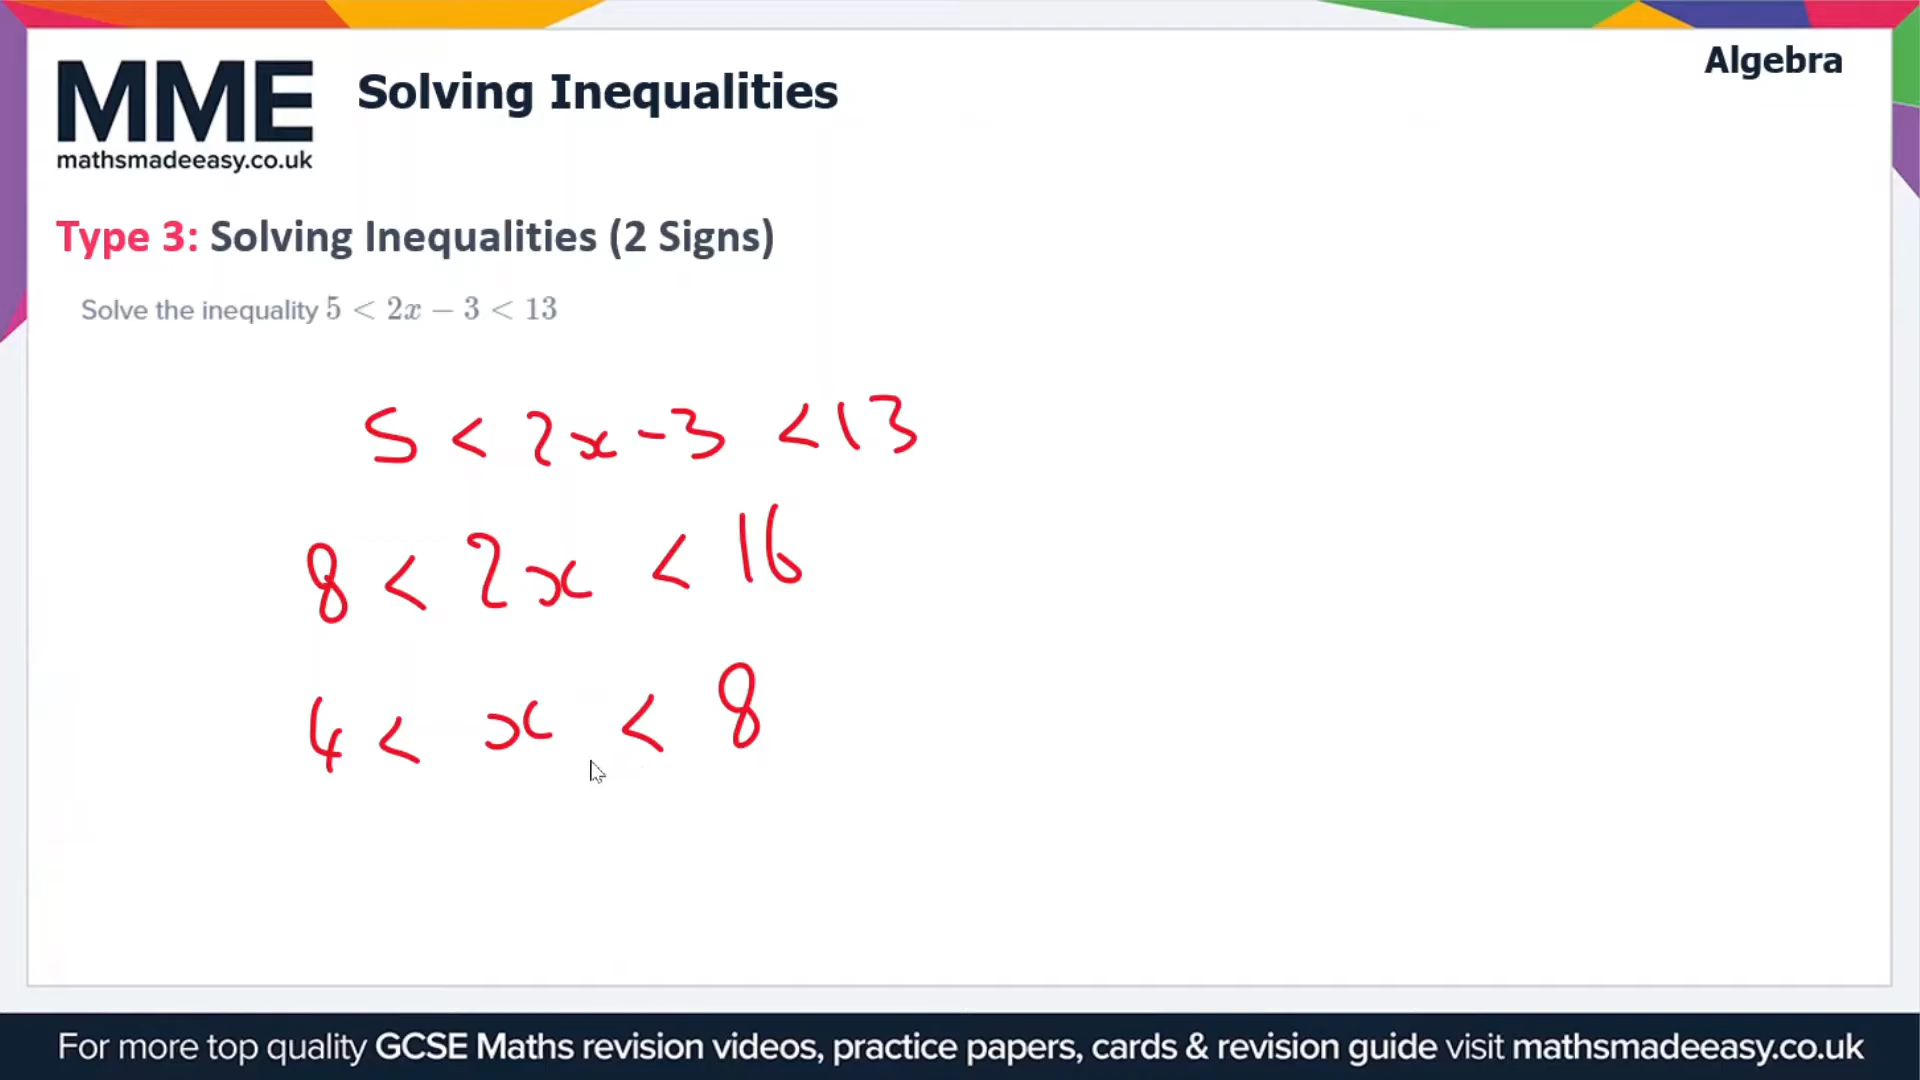 MME
mathsmadeeasy.co.uk
Solving Inequalities
Algebra
Type 3: Solving Inequalities (2 Signs)
Solve the inequality 5 < 2x − 3 < 13
5 < 2x - 3 < 13
8 < 2x < 16
4 < x < 8
For more top quality GCSE Maths revision videos, practice papers, cards & revision guide visit mathsmadeeasy.co.uk